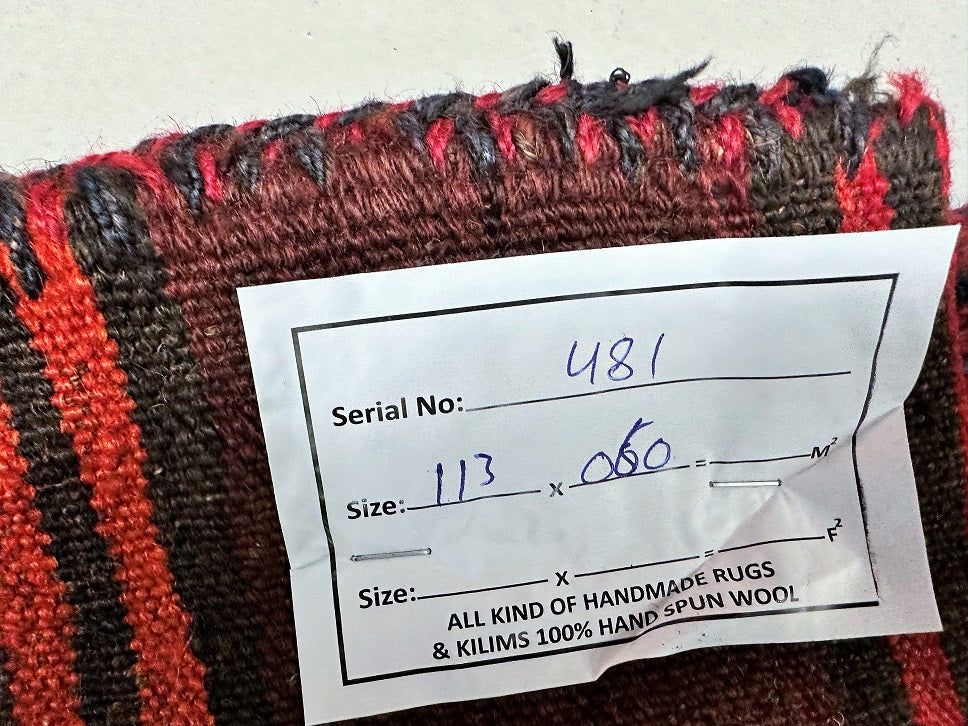 Serial No: 481
Size: 113 x 060 = M²
Size: x = F²
ALL KIND OF HANDMADE RUGS
& KILIMS 100% HAND SPUN WOOL